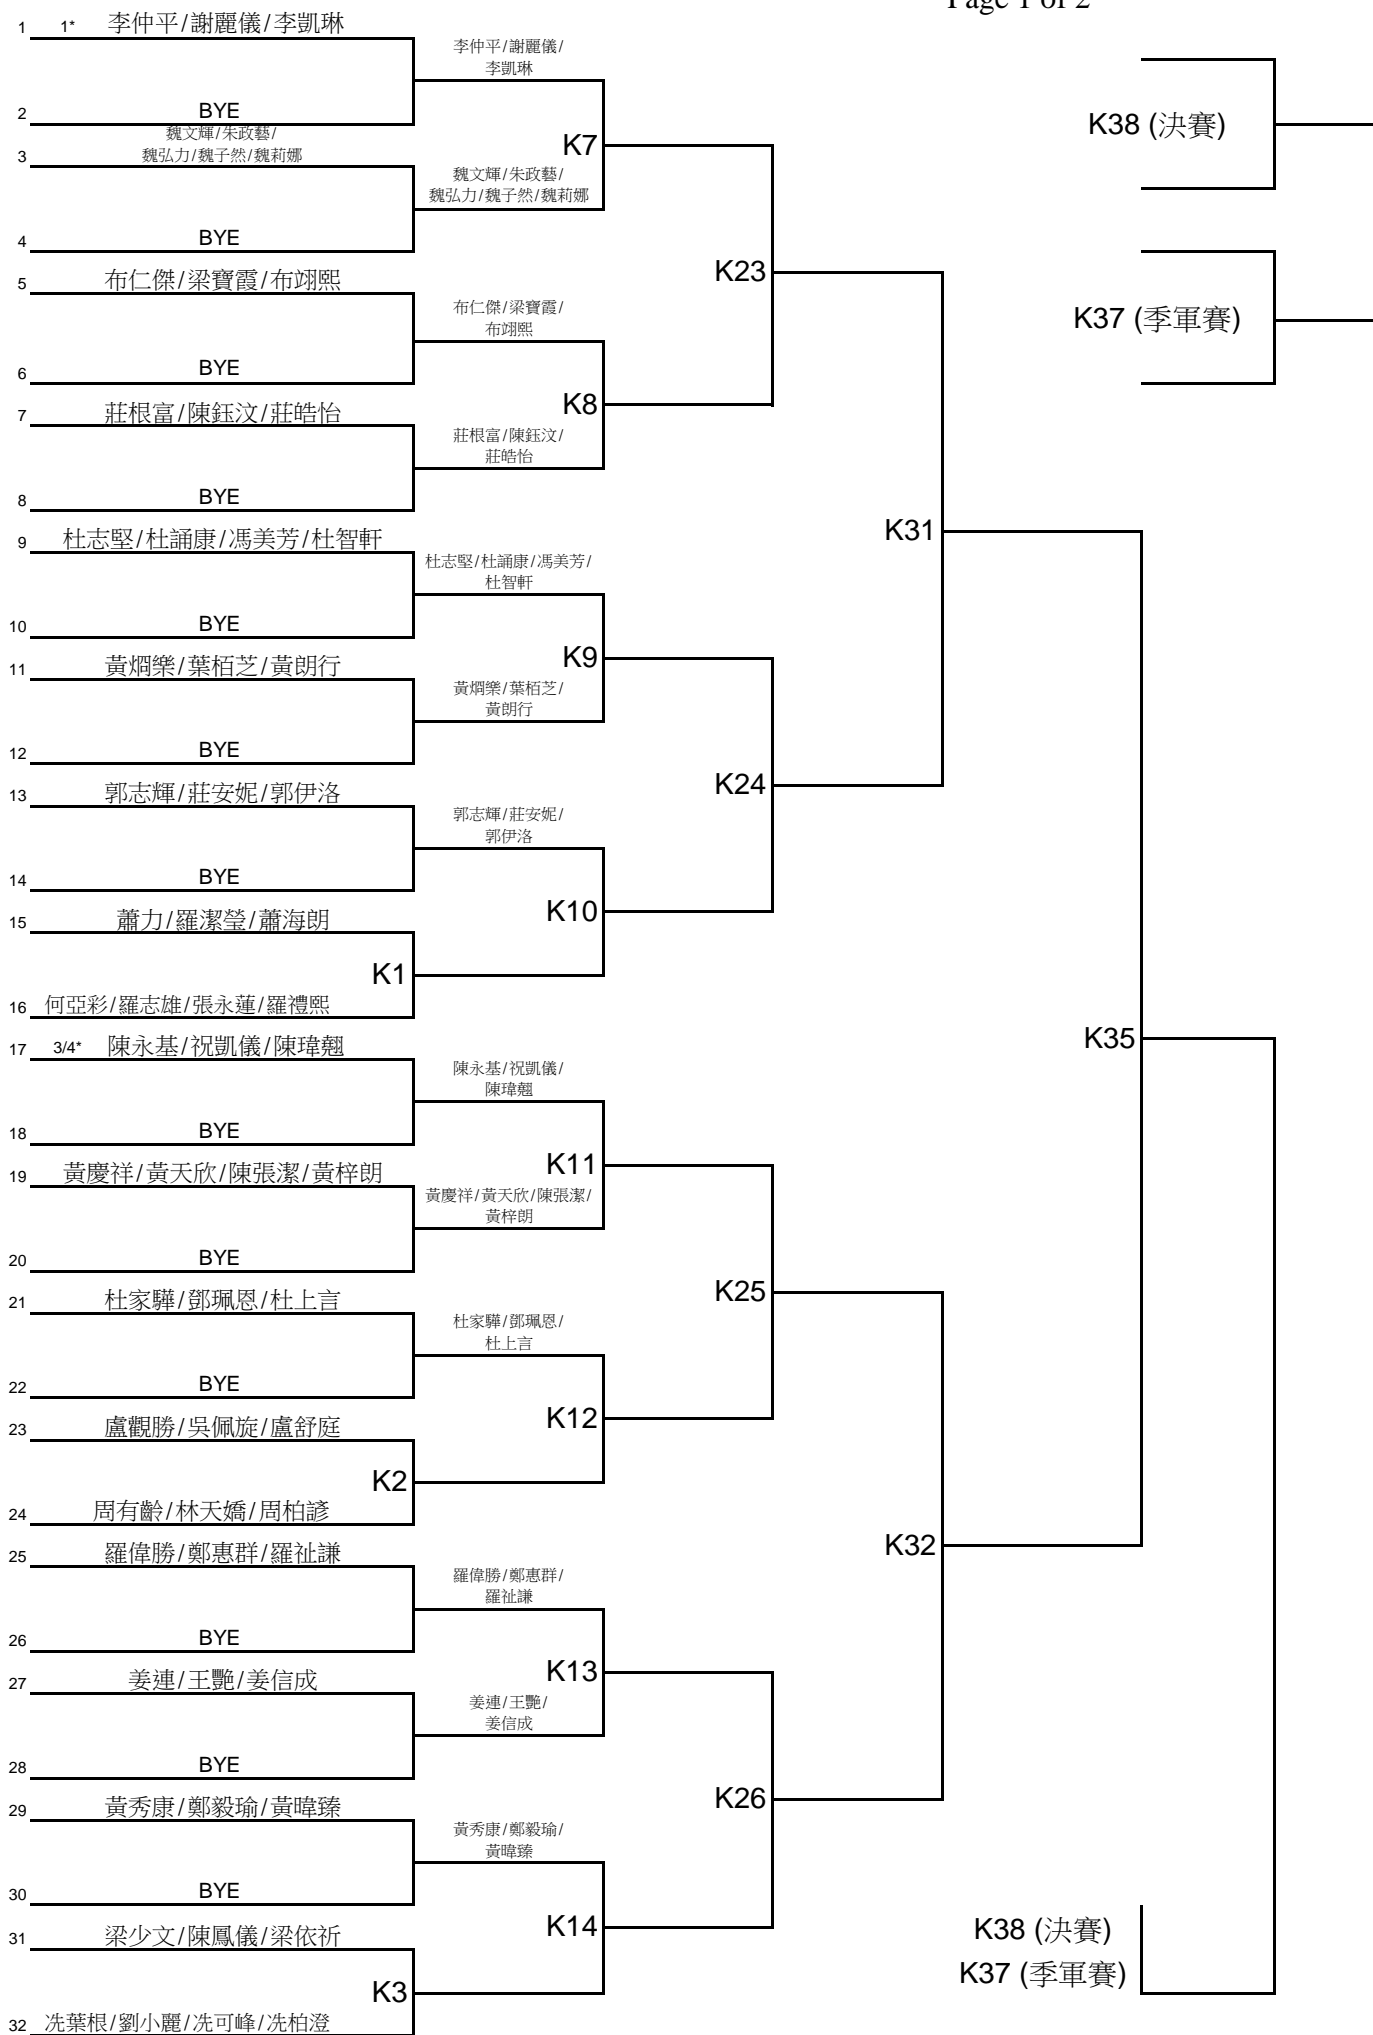 Page 1 of 2
1 1* 李仲平/謝麗儀/李凱琳
李仲平/謝麗儀/
李凱琳
2 BYE
K38 (決賽)
K7
3 魏文輝/朱政藝/
魏弘力/魏子然/魏莉娜
魏文輝/朱政藝/
魏弘力/魏子然/魏莉娜
4 BYE
K23
5 布仁傑/梁寶霞/布翊熙
布仁傑/梁寶霞/
布翊熙
K37 (季軍賽)
6 BYE
K8
7 莊根富/陳鈺汶/莊皓怡
莊根富/陳鈺汶/
莊皓怡
8 BYE
K31
9 杜志堅/杜誦康/馮美芳/杜智軒
杜志堅/杜誦康/馮美芳/
杜智軒
10 BYE
K9
11 黃焗樂/葉栢芝/黃朗行
黃焗樂/葉栢芝/
黃朗行
12 BYE
K24
13 郭志輝/莊安妮/郭伊洛
郭志輝/莊安妮/
郭伊洛
14 BYE
K10
15 蕭力/羅潔瑩/蕭海朗
K1
16 何亞彩/羅志雄/張永蓮/羅禮熙
K35
17 3/4* 陳永基/祝凱儀/陳瑋翹
陳永基/祝凱儀/
陳瑋翹
18 BYE
K11
19 黃慶祥/黃天欣/陳張潔/黃梓朗
黃慶祥/黃天欣/陳張潔/
黃梓朗
20 BYE
K25
21 杜家驊/鄧珮恩/杜上言
杜家驊/鄧珮恩/
杜上言
22 BYE
K12
23 盧觀勝/吳佩旋/盧舒庭
K2
24 周有齡/林天嬌/周柏諺
K32
25 羅偉勝/鄭惠群/羅祉謙
羅偉勝/鄭惠群/
羅祉謙
26 BYE
K13
27 姜連/王艷/姜信成
姜連/王艷/
姜信成
28 BYE
K26
29 黃秀康/鄭毅瑜/黃暐臻
黃秀康/鄭毅瑜/
黃暐臻
30 BYE
K14
31 梁少文/陳鳳儀/梁依祈
K38 (決賽)
K37 (季軍賽)
K3
32 冼葉根/劉小麗/冼可峰/冼柏澄